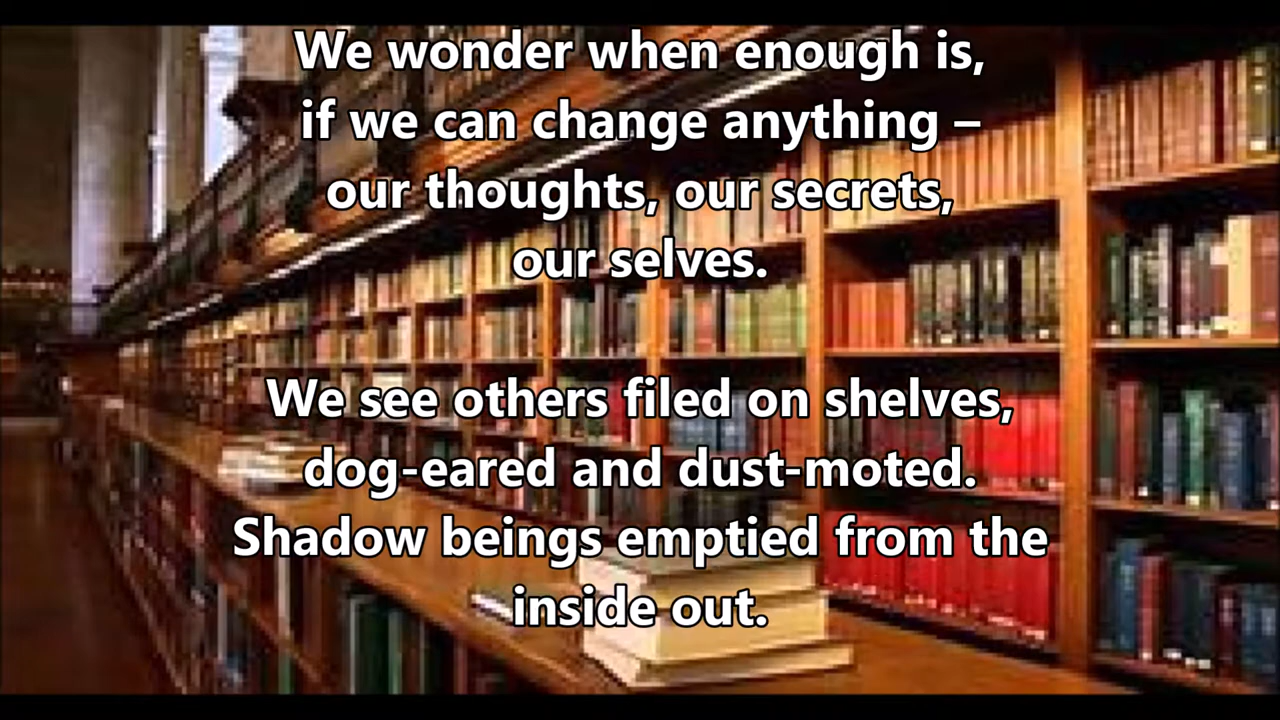 We wonder when enough is,
if we can change anything –
our thoughts, our secrets,
our selves.
We see others filed on shelves,
dog-eared and dust-moted.
Shadow beings emptied from the
inside out.